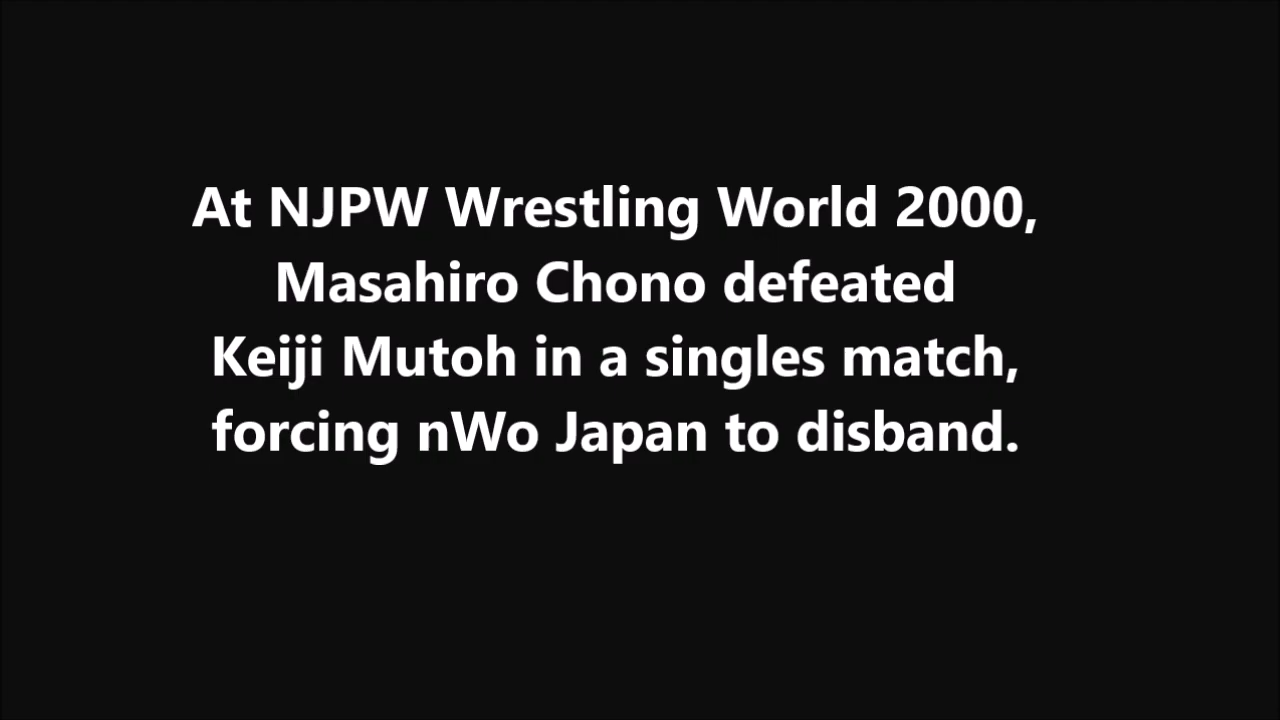 At NJPW Wrestling World 2000,
Masahiro Chono defeated
Keiji Mutoh in a singles match,
forcing nWo Japan to disband.